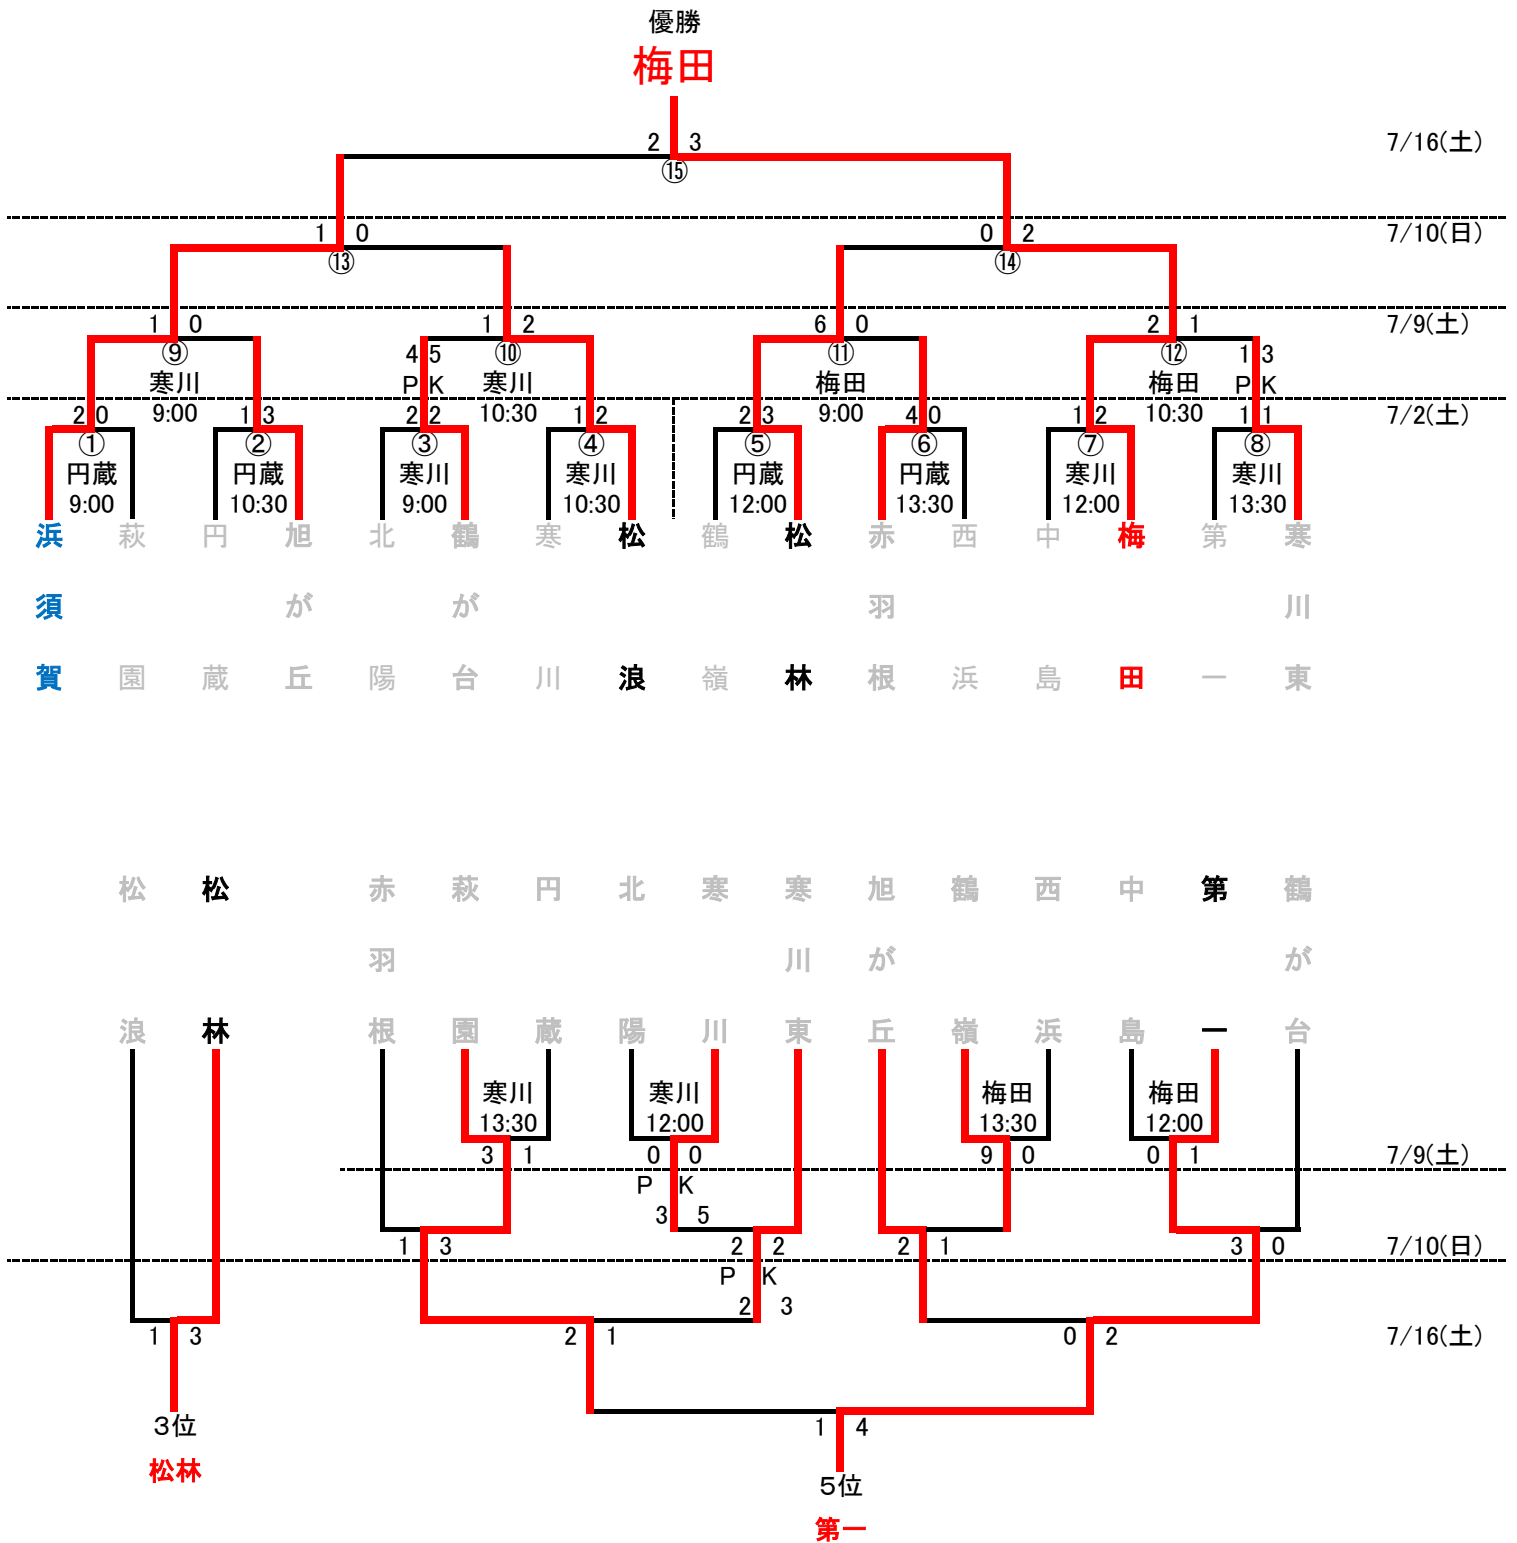 優勝
梅田
2 3 7/16(土)
⑮
1 0 0 2 7/10(日)
⑬ ⑭
1 0 1 2 6 0 2 1 7/9(土)
⑨ 4 5 ⑩ ⑪ ⑫ 1 3
寒川 PK 寒川 梅田 梅田 PK
2 0 9:00 1 3 2 2 10:30 1 2 2 3 9:00 4 0 1 2 10:30 1 1 7/2(土)
① ② ③ ④ ⑤ ⑥ ⑦ ⑧
円蔵 円蔵 寒川 寒川 円蔵 円蔵 寒川 寒川
9:00 10:30 9:00 10:30 12:00 13:30 12:00 13:30
浜須賀
萩園
円蔵
旭が丘
北陽
鶴が台
寒川
松浪
鶴嶺
松林
赤羽根
西浜
中島
梅田
第一
寒川東
松浪
松林
赤羽根
萩園
円蔵
北陽
寒川
寒川東
旭が丘
鶴嶺
西浜
中島
第一
鶴が台
寒川 寒川 梅田 梅田
13:30 12:00 13:30 12:00
3 1 0 0 9 0 0 1 7/9(土)
P K
3 5
1 3 2 2 2 1 3 0 7/10(日)
P K
2 3
1 3 2 1 0 2 7/16(土)
3位
松林
1 4
5位
第一